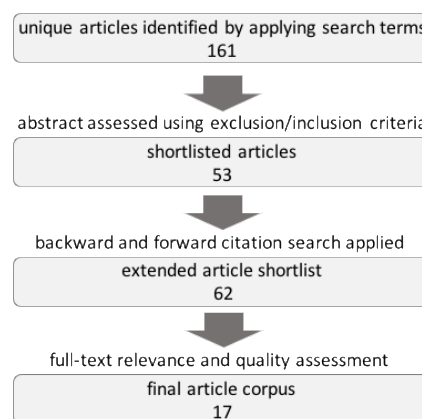 unique articles identified by applying search terms
161
abstract assessed using exclusion/inclusion criteria
shortlisted articles
53
backward and forward citation search applied
extended article shortlist
62
full-text relevance and quality assessment
final article corpus
17